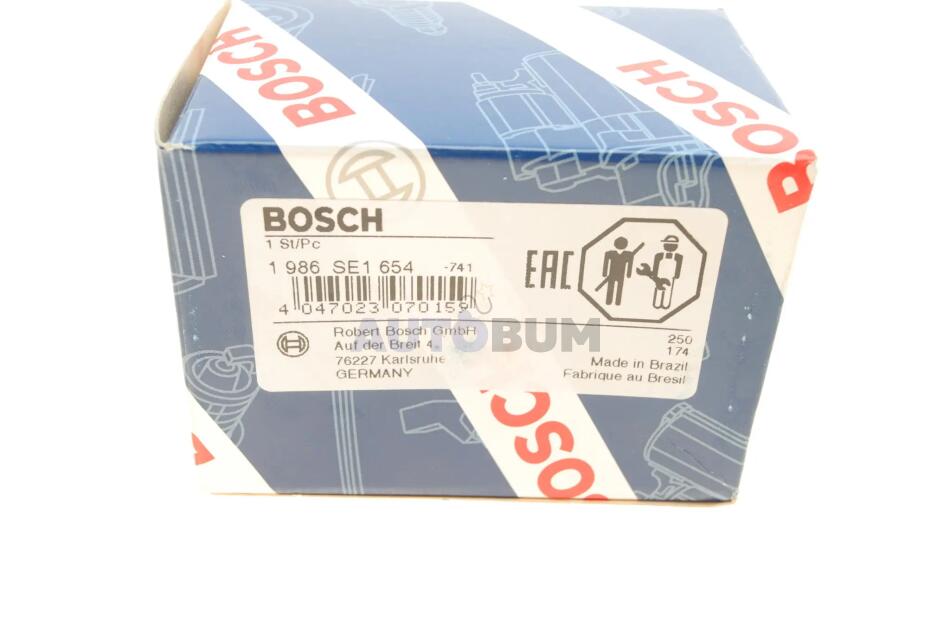 BOSCH
BOSCH
BOSCH
BOSCH
1 St/Pc
1 986 SE1 654 -741
4 047023 070159
EAC
AUTOBUM
Robert Bosch GmbH
Auf der Breit 4,
76227 Karlsruhe
GERMANY
250
174
Made in Brazil
Fabrique au Bresil
BOSCH